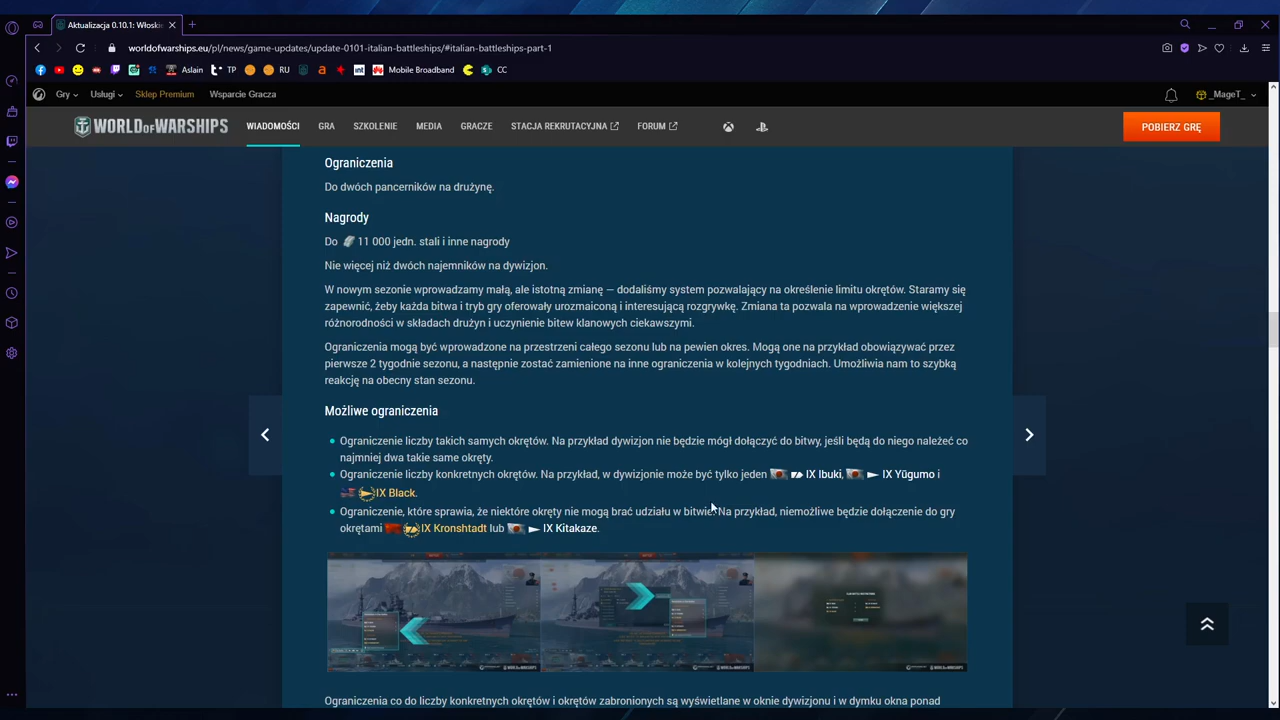 Aktualizacja 0.10.1: Włoskie
worldofwarships.eu/pl/news/game-updates/update-0101-italian-battleships/#italian-battleships-part-1
Aslain TP RU int Mobile Broadband CC
Gry Usługi Sklep Premium Wsparcie Gracza _MageT_
WORLD OF WARSHIPS WIADOMOŚCI GRA SZKOLENIE MEDIA GRACZE STACJA REKRUTACYJNA FORUM POBIERZ GRĘ
Ograniczenia
Do dwóch pancerników na drużynę.
Nagrody
Do 11 000 jedn. stali i inne nagrody
Nie więcej niż dwóch najemników na dywizjon.
W nowym sezonie wprowadzamy małą, ale istotną zmianę — dodaliśmy system pozwalający na określenie limitu okrętów. Staramy się
zapewnić, żeby każda bitwa i tryb gry oferowały urozmaiconą i interesującą rozgrywkę. Zmiana ta pozwala na wprowadzenie większej
różnorodności w składach drużyn i uczynienie bitew klanowych ciekawszymi.
Ograniczenia mogą być wprowadzone na przestrzeni całego sezonu lub na pewien okres. Mogą one na przykład obowiązywać przez
pierwsze 2 tygodnie sezonu, a następnie zostać zamienione na inne ograniczenia w kolejnych tygodniach. Umożliwia nam to szybką
reakcję na obecny stan sezonu.
Możliwe ograniczenia
Ograniczenie liczby takich samych okrętów. Na przykład dywizjon nie będzie mógł dołączyć do bitwy, jeśli będą do niego należeć co
najmniej dwa takie same okręty.
Ograniczenie liczby konkretnych okrętów. Na przykład, w dywizjonie może być tylko jeden IX Ibuki, IX Yūgumo i
IX Black.
Ograniczenie, które sprawia, że niektóre okręty nie mogą brać udziału w bitwie. Na przykład, niemożliwe będzie dołączenie do gry
okrętami IX Kronshtadt lub IX Kitakaze.
WORLD OF WARSHIPS WORLD OF WARSHIPS WORLD OF WARSHIPS
Ograniczenia co do liczby konkretnych okrętów i okrętów zabronionych są wyświetlane w oknie dywizjonu i w dymku okna ponad